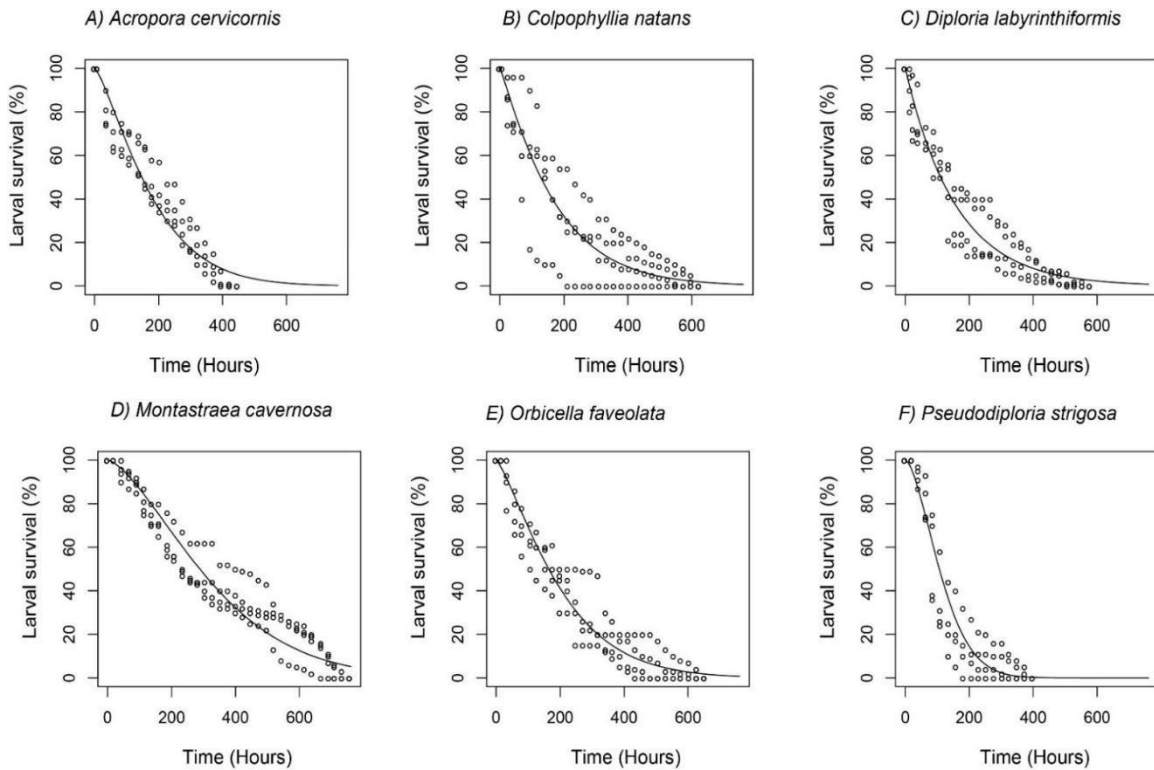 A) Acropora cervicornis
B) Colpophyllia natans
C) Diploria labyrinthiformis
Larval survival (%)
0 20 40 60 80 100
0 200 400 600
Time (Hours)
Larval survival (%)
0 20 40 60 80 100
0 200 400 600
Time (Hours)
Larval survival (%)
0 20 40 60 80 100
0 200 400 600
Time (Hours)
D) Montastraea cavernosa
E) Orbicella faveolata
F) Pseudodiploria strigosa
Larval survival (%)
0 20 40 60 80 100
0 200 400 600
Time (Hours)
Larval survival (%)
0 20 40 60 80 100
0 200 400 600
Time (Hours)
Larval survival (%)
0 20 40 60 80 100
0 200 400 600
Time (Hours)